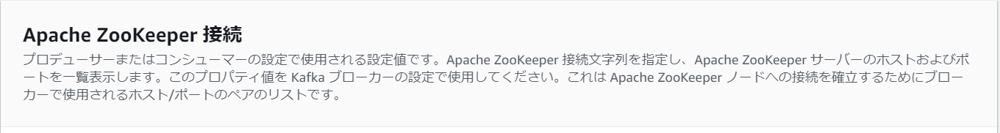 Apache ZooKeeper 接続
プロデューサーまたはコンシューマーの設定で使用される設定値です。Apache ZooKeeper 接続文字列を指定し、Apache ZooKeeper サーバーのホストおよびポ
ートを一覧表示します。このプロパティ値を Kafka ブローカーの設定で使用してください。これは Apache ZooKeeper ノードへの接続を確立するためにブロー
カーで使用されるホスト/ポートのペアのリストです。